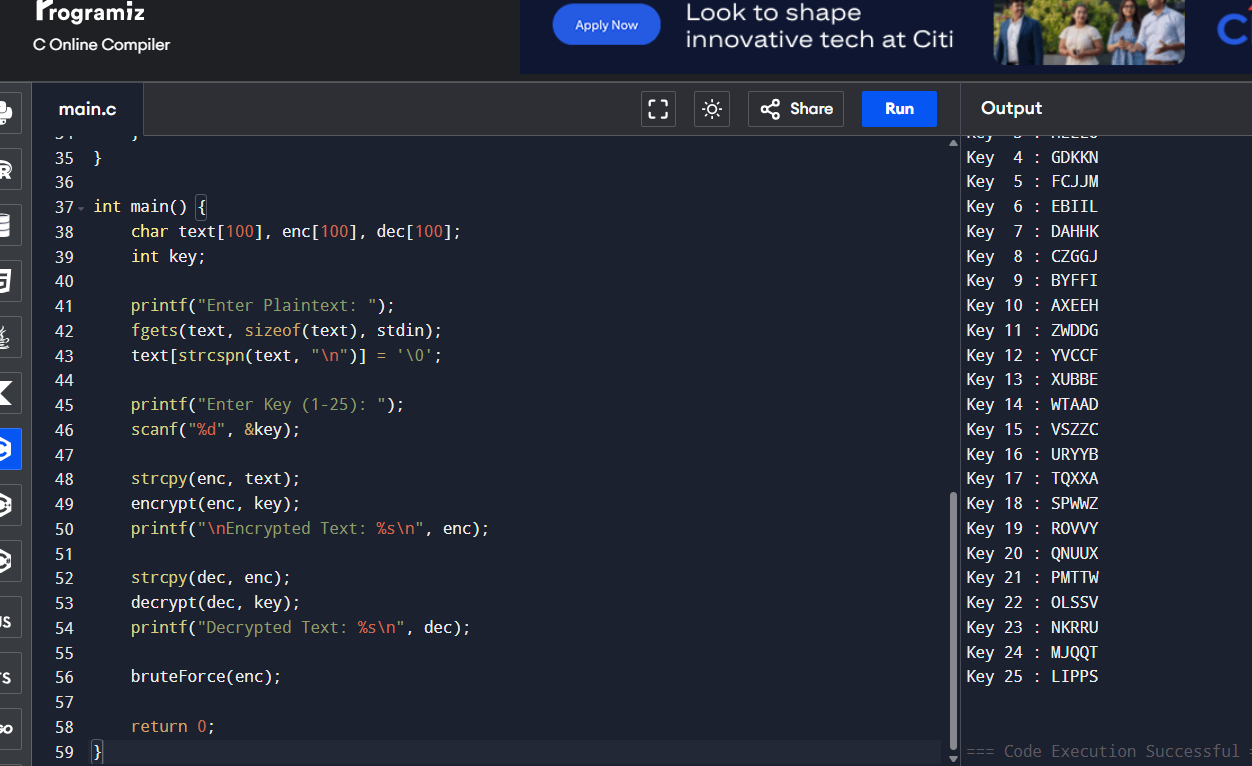 Programiz
C Online Compiler
Apply Now
Look to shape
innovative tech at Citi
main.c
Share
Run
Output
35 }
36
37 int main() {
38 char text[100], enc[100], dec[100];
39 int key;
40
41 printf("Enter Plaintext: ");
42 fgets(text, sizeof(text), stdin);
43 text[strcspn(text, "\n")] = '\0';
44
45 printf("Enter Key (1-25): ");
46 scanf("%d", &key);
47
48 strcpy(enc, text);
49 encrypt(enc, key);
50 printf("\nEncrypted Text: %s\n", enc);
51
52 strcpy(dec, enc);
53 decrypt(dec, key);
54 printf("Decrypted Text: %s\n", dec);
55
56 bruteForce(enc);
57
58 return 0;
59 }
Key  4 : GDKKN
Key  5 : FCJJM
Key  6 : EBIIL
Key  7 : DAHHK
Key  8 : CZGGJ
Key  9 : BYFFI
Key 10 : AXEEH
Key 11 : ZWDDG
Key 12 : YVCCF
Key 13 : XUBBE
Key 14 : WTAAD
Key 15 : VSZZC
Key 16 : URYYB
Key 17 : TQXXA
Key 18 : SPWWZ
Key 19 : ROVVY
Key 20 : QNUUX
Key 21 : PMTTW
Key 22 : OLSSV
Key 23 : NKRRU
Key 24 : MJQQT
Key 25 : LIPPS
=== Code Execution Successful